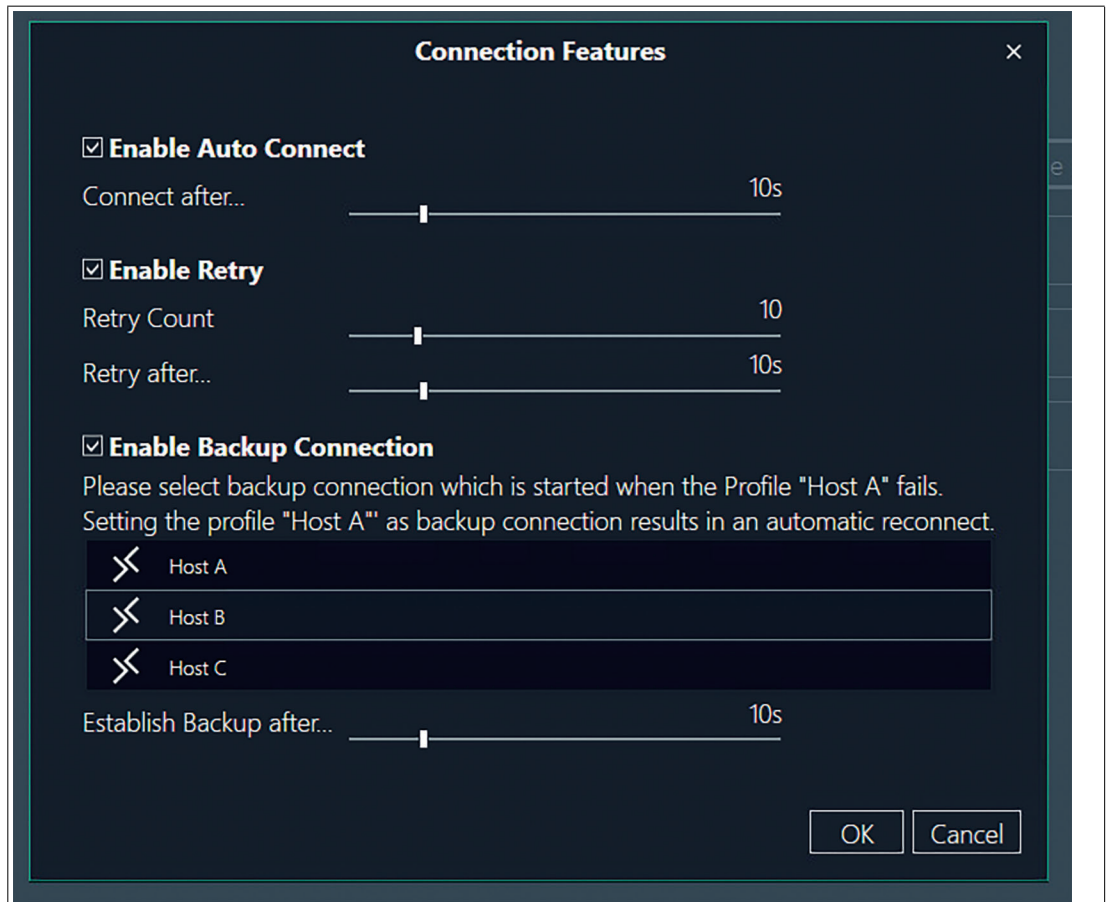 Connection Features
e
Enable Auto Connect
Connect after...
10s
Enable Retry
Retry Count
10
Retry after...
10s
Enable Backup Connection
Please select backup connection which is started when the Profile "Host A" fails.
Setting the profile "Host A"' as backup connection results in an automatic reconnect.
Host A
Host B
Host C
Establish Backup after...
10s
OK
Cancel